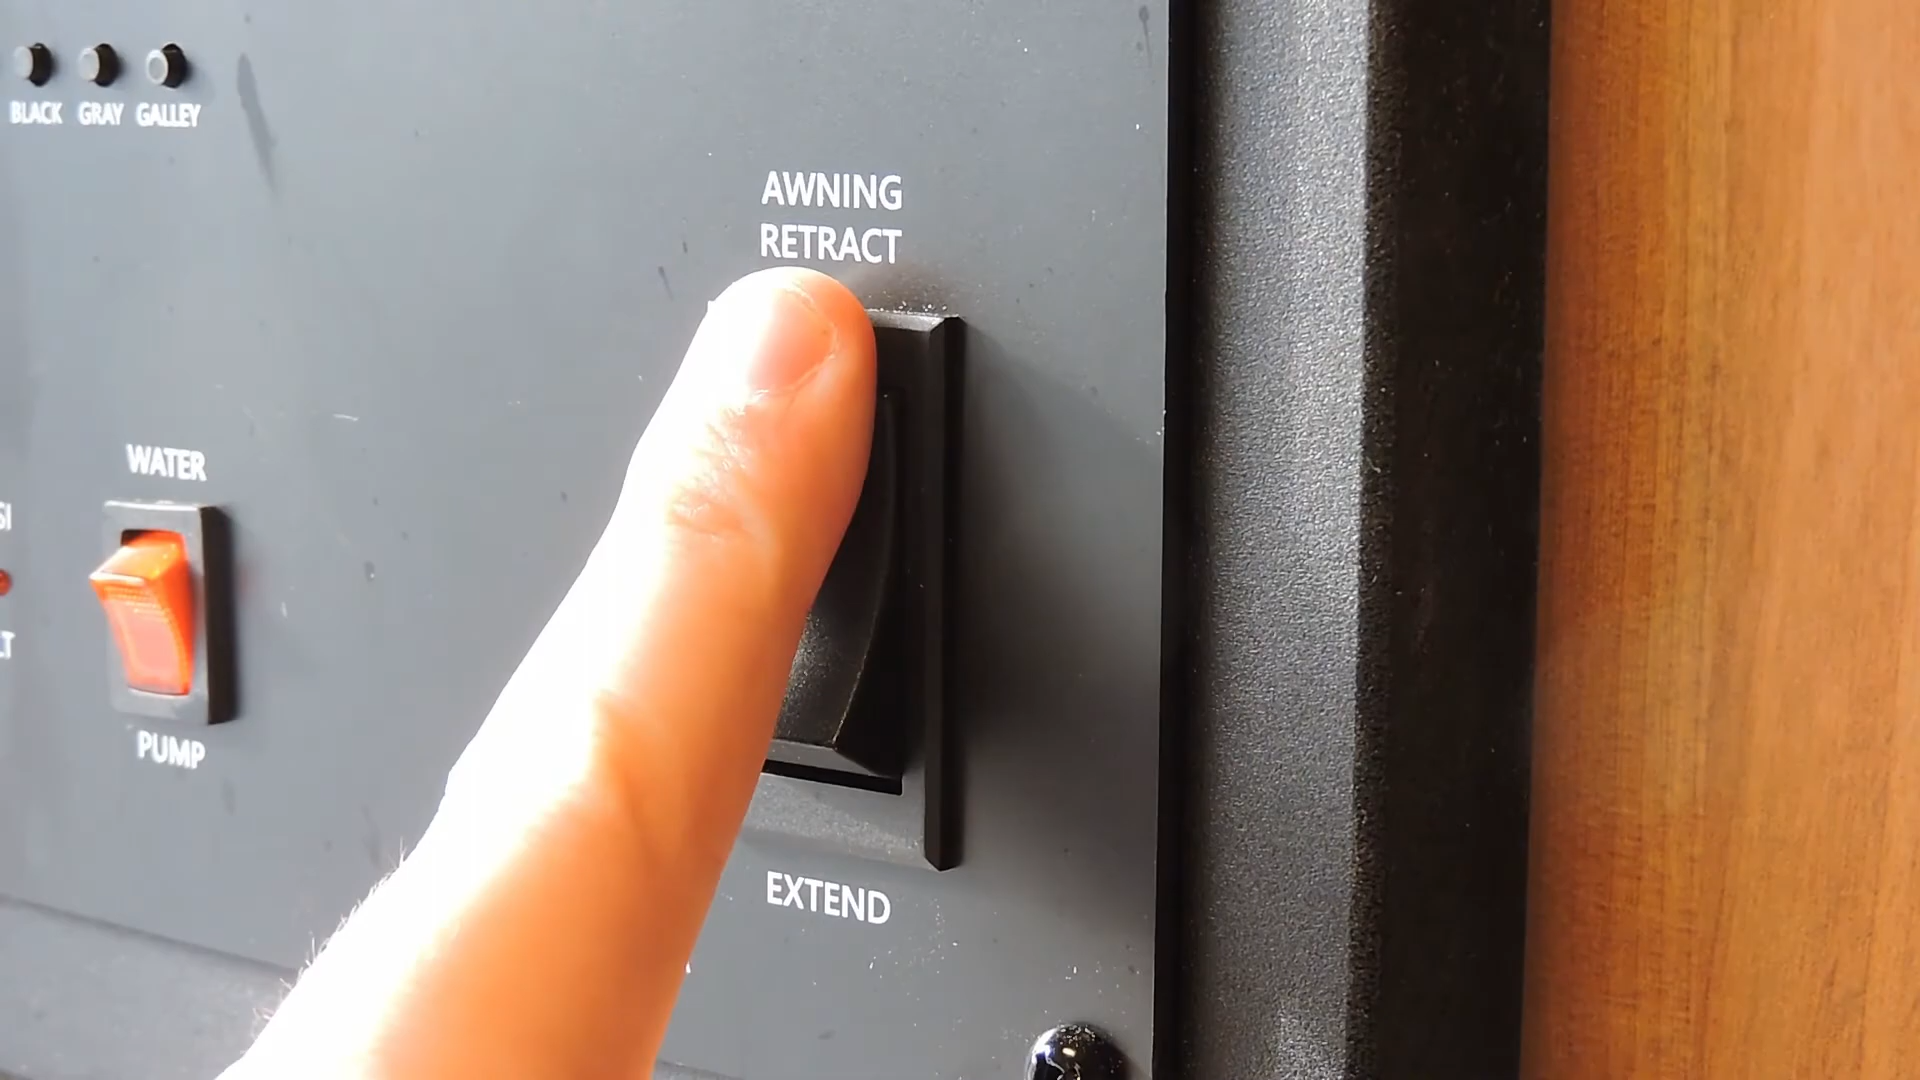 BLACK GRAY GALLEY
AWNING
RETRACT
WATER
PUMP
EXTEND